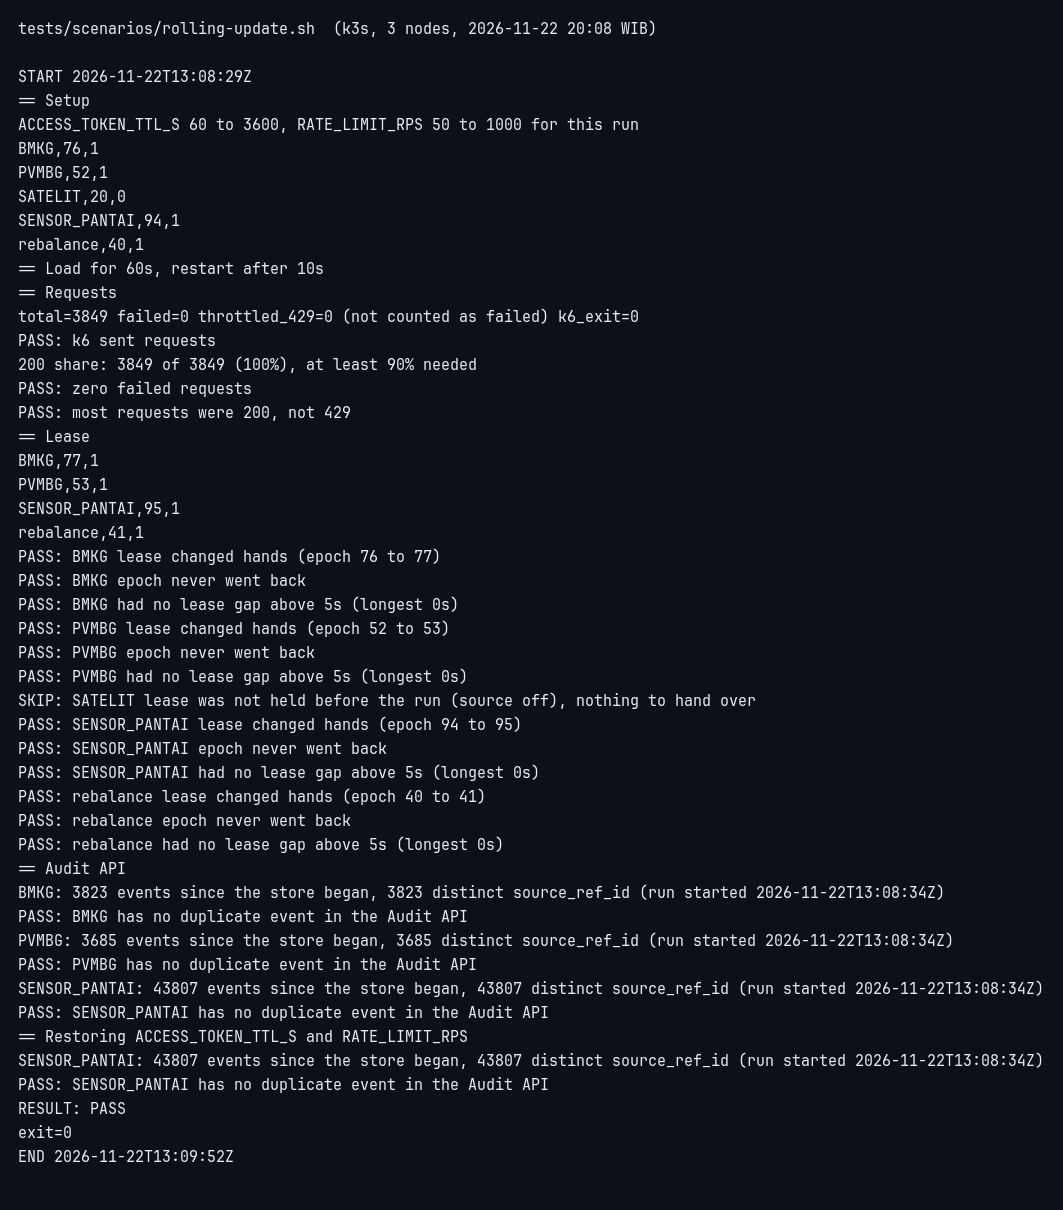 tests/scenarios/rolling-update.sh  (k3s, 3 nodes, 2026-11-22 20:08 WIB)
START 2026-11-22T13:08:29Z
== Setup
ACCESS_TOKEN_TTL_S 60 to 3600, RATE_LIMIT_RPS 50 to 1000 for this run
BMKG,76,1
PVMBG,52,1
SATELIT,20,0
SENSOR_PANTAI,94,1
rebalance,40,1
== Load for 60s, restart after 10s
== Requests
total=3849 failed=0 throttled_429=0 (not counted as failed) k6_exit=0
PASS: k6 sent requests
200 share: 3849 of 3849 (100%), at least 90% needed
PASS: zero failed requests
PASS: most requests were 200, not 429
== Lease
BMKG,77,1
PVMBG,53,1
SENSOR_PANTAI,95,1
rebalance,41,1
PASS: BMKG lease changed hands (epoch 76 to 77)
PASS: BMKG epoch never went back
PASS: BMKG had no lease gap above 5s (longest 0s)
PASS: PVMBG lease changed hands (epoch 52 to 53)
PASS: PVMBG epoch never went back
PASS: PVMBG had no lease gap above 5s (longest 0s)
SKIP: SATELIT lease was not held before the run (source off), nothing to hand over
PASS: SENSOR_PANTAI lease changed hands (epoch 94 to 95)
PASS: SENSOR_PANTAI epoch never went back
PASS: SENSOR_PANTAI had no lease gap above 5s (longest 0s)
PASS: rebalance lease changed hands (epoch 40 to 41)
PASS: rebalance epoch never went back
PASS: rebalance had no lease gap above 5s (longest 0s)
== Audit API
BMKG: 3823 events since the store began, 3823 distinct source_ref_id (run started 2026-11-22T13:08:34Z)
PASS: BMKG has no duplicate event in the Audit API
PVMBG: 3685 events since the store began, 3685 distinct source_ref_id (run started 2026-11-22T13:08:34Z)
PASS: PVMBG has no duplicate event in the Audit API
SENSOR_PANTAI: 43807 events since the store began, 43807 distinct source_ref_id (run started 2026-11-22T13:08:34Z)
PASS: SENSOR_PANTAI has no duplicate event in the Audit API
== Restoring ACCESS_TOKEN_TTL_S and RATE_LIMIT_RPS
SENSOR_PANTAI: 43807 events since the store began, 43807 distinct source_ref_id (run started 2026-11-22T13:08:34Z)
PASS: SENSOR_PANTAI has no duplicate event in the Audit API
RESULT: PASS
exit=0
END 2026-11-22T13:09:52Z